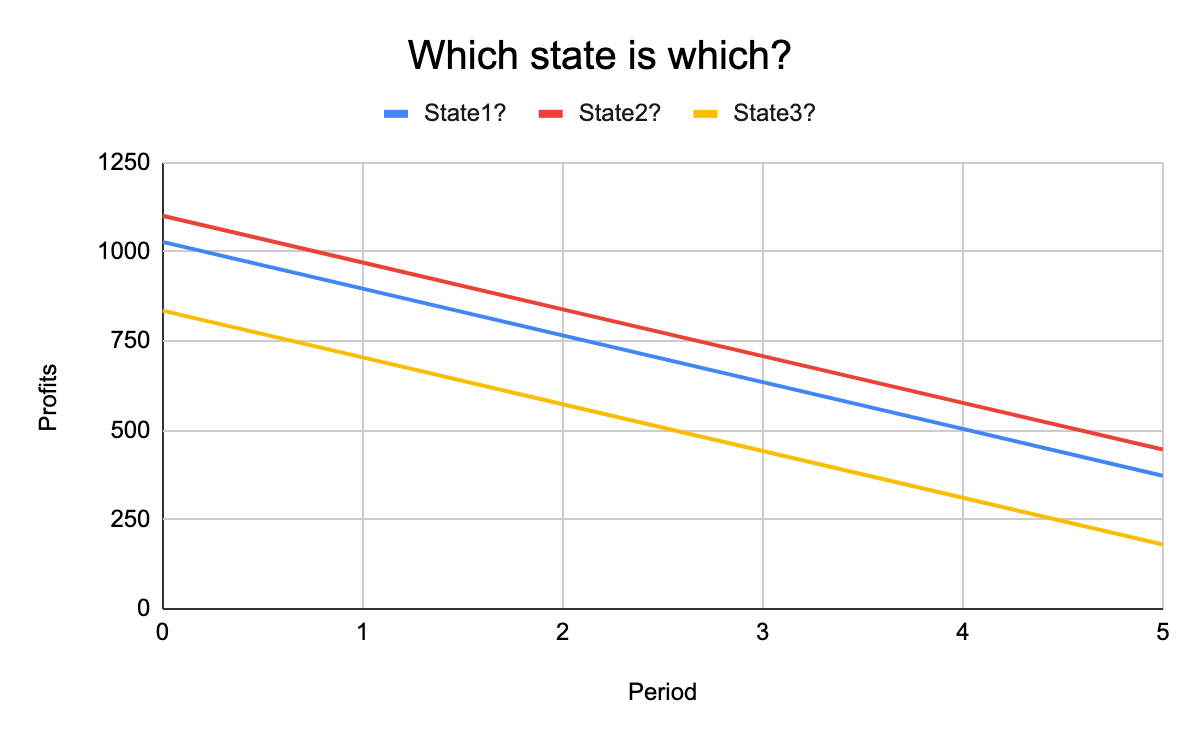 Which state is which?
State1? State2? State3?
1250
1000
750
500
250
0
Profits
0 1 2 3 4 5
Period